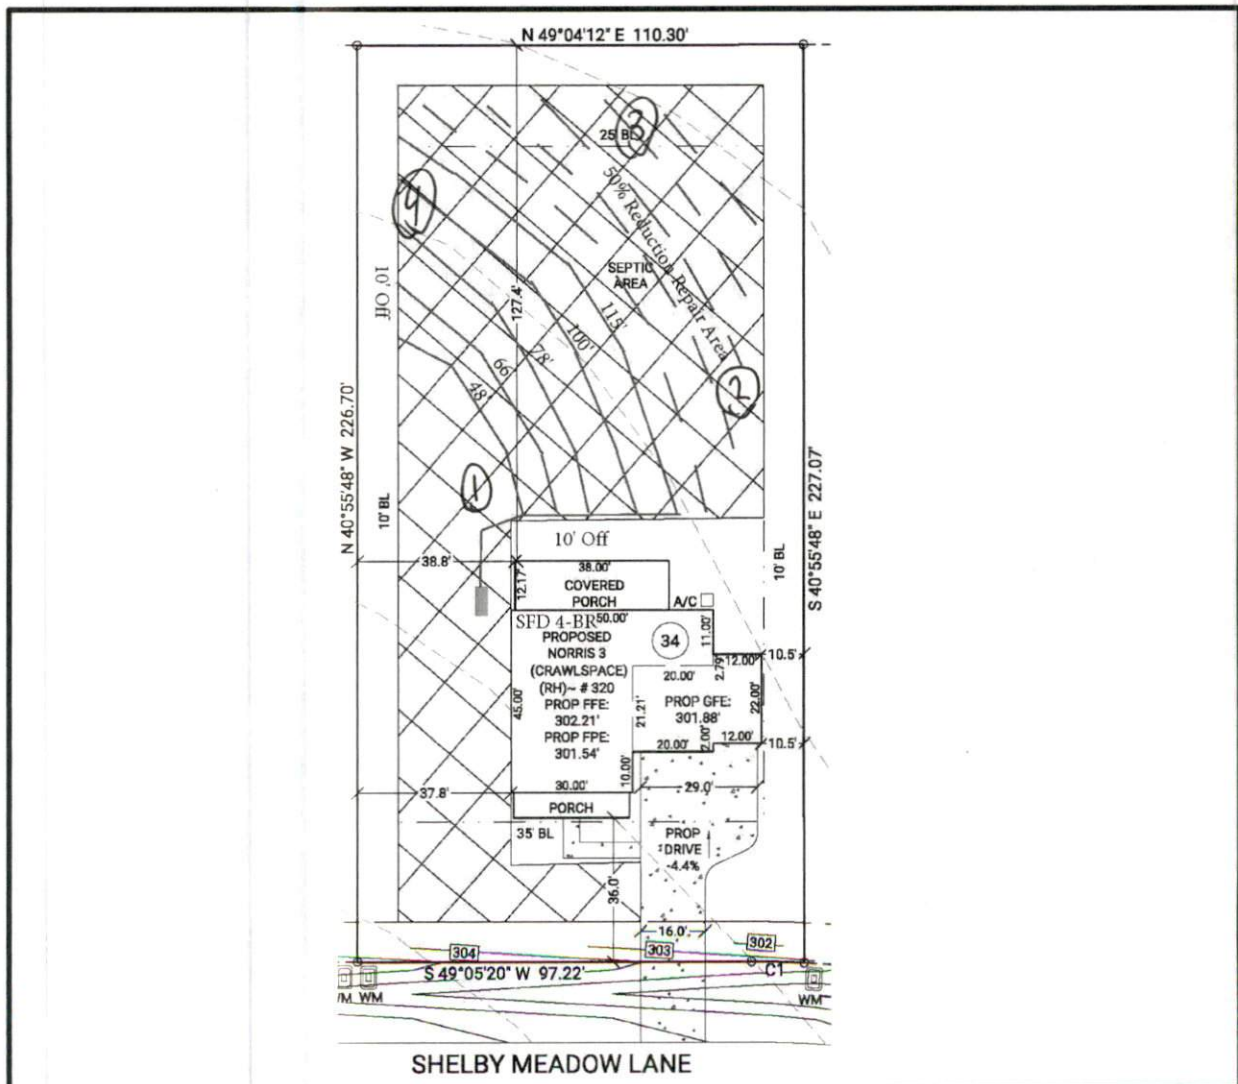 N 49°04'12" E 110.30'
3
25' BL
50% Reduction Repair Area
4
SEPTIC
AREA
10' Off
127.4'
115'
100'
78'
66'
48'
2
N 40°55'48" W 226.70'
S 40°55'48" E 227.07'
1
10' BL
10' Off
10' BL
38.8'
38.00'
12.17'
COVERED
PORCH
A/C
SFD 4-BR
50.00'
34
11.00'
PROPOSED
NORRIS 3
(CRAWLSPACE)
(RH)~ # 320
PROP FFE:
302.21'
PROP FPE:
301.54'
45.00'
10.5'
12.00'
2.79'
20.00'
PROP GFE:
301.88'
21.21'
22.00'
20.00'
2.00'
12.00'
10.5'
10.00'
30.00'
37.8'
29.0'
PORCH
35' BL
PROP
DRIVE
-4.4%
36.0'
16.0'
304
303
302
S 49°05'20" W 97.22'
C1
WM
WM
SHELBY MEADOW LANE